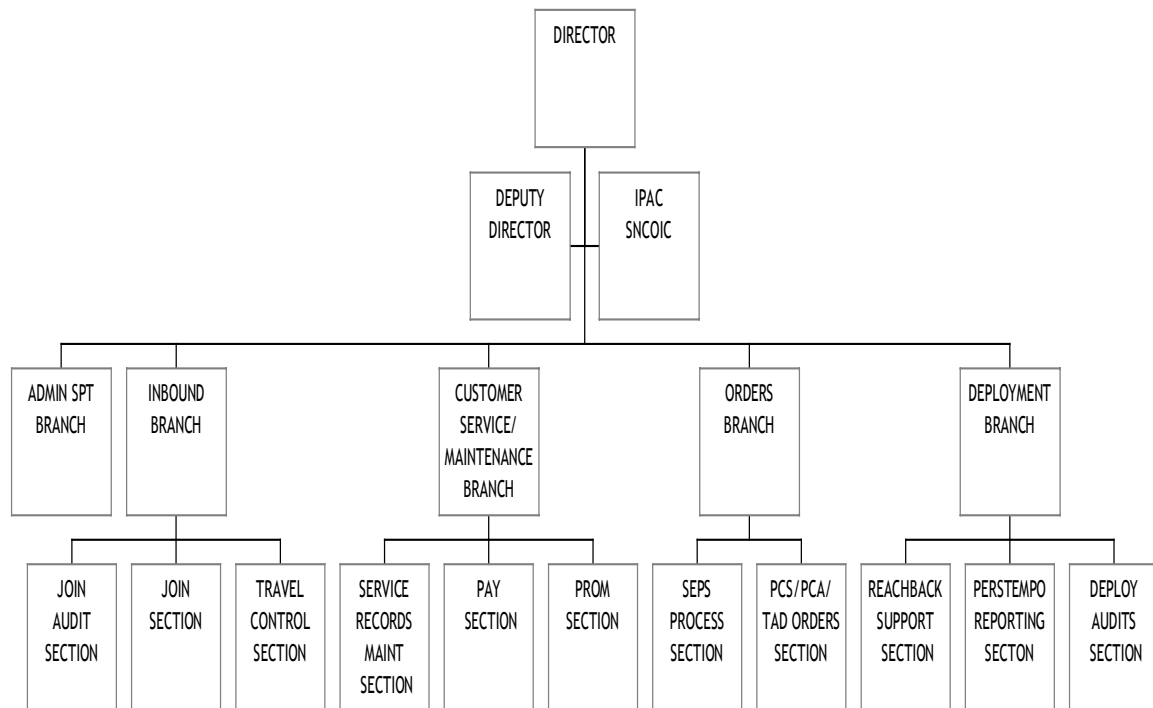 DIRECTOR
DEPUTY
DIRECTOR
IPAC
SNCOIC
ADMIN SPT
BRANCH
INBOUND
BRANCH
CUSTOMER
SERVICE/
MAINTENANCE
BRANCH
ORDERS
BRANCH
DEPLOYMENT
BRANCH
JOIN
AUDIT
SECTION
JOIN
SECTION
TRAVEL
CONTROL
SECTION
SERVICE
RECORDS
MAINT
SECTION
PAY
SECTION
PROM
SECTION
SEPS
PROCESS
SECTION
PCS/PCA/
TAD ORDERS
SECTION
REACHBACK
SUPPORT
SECTION
PERSTEMPO
REPORTING
SECTON
DEPLOY
AUDITS
SECTION